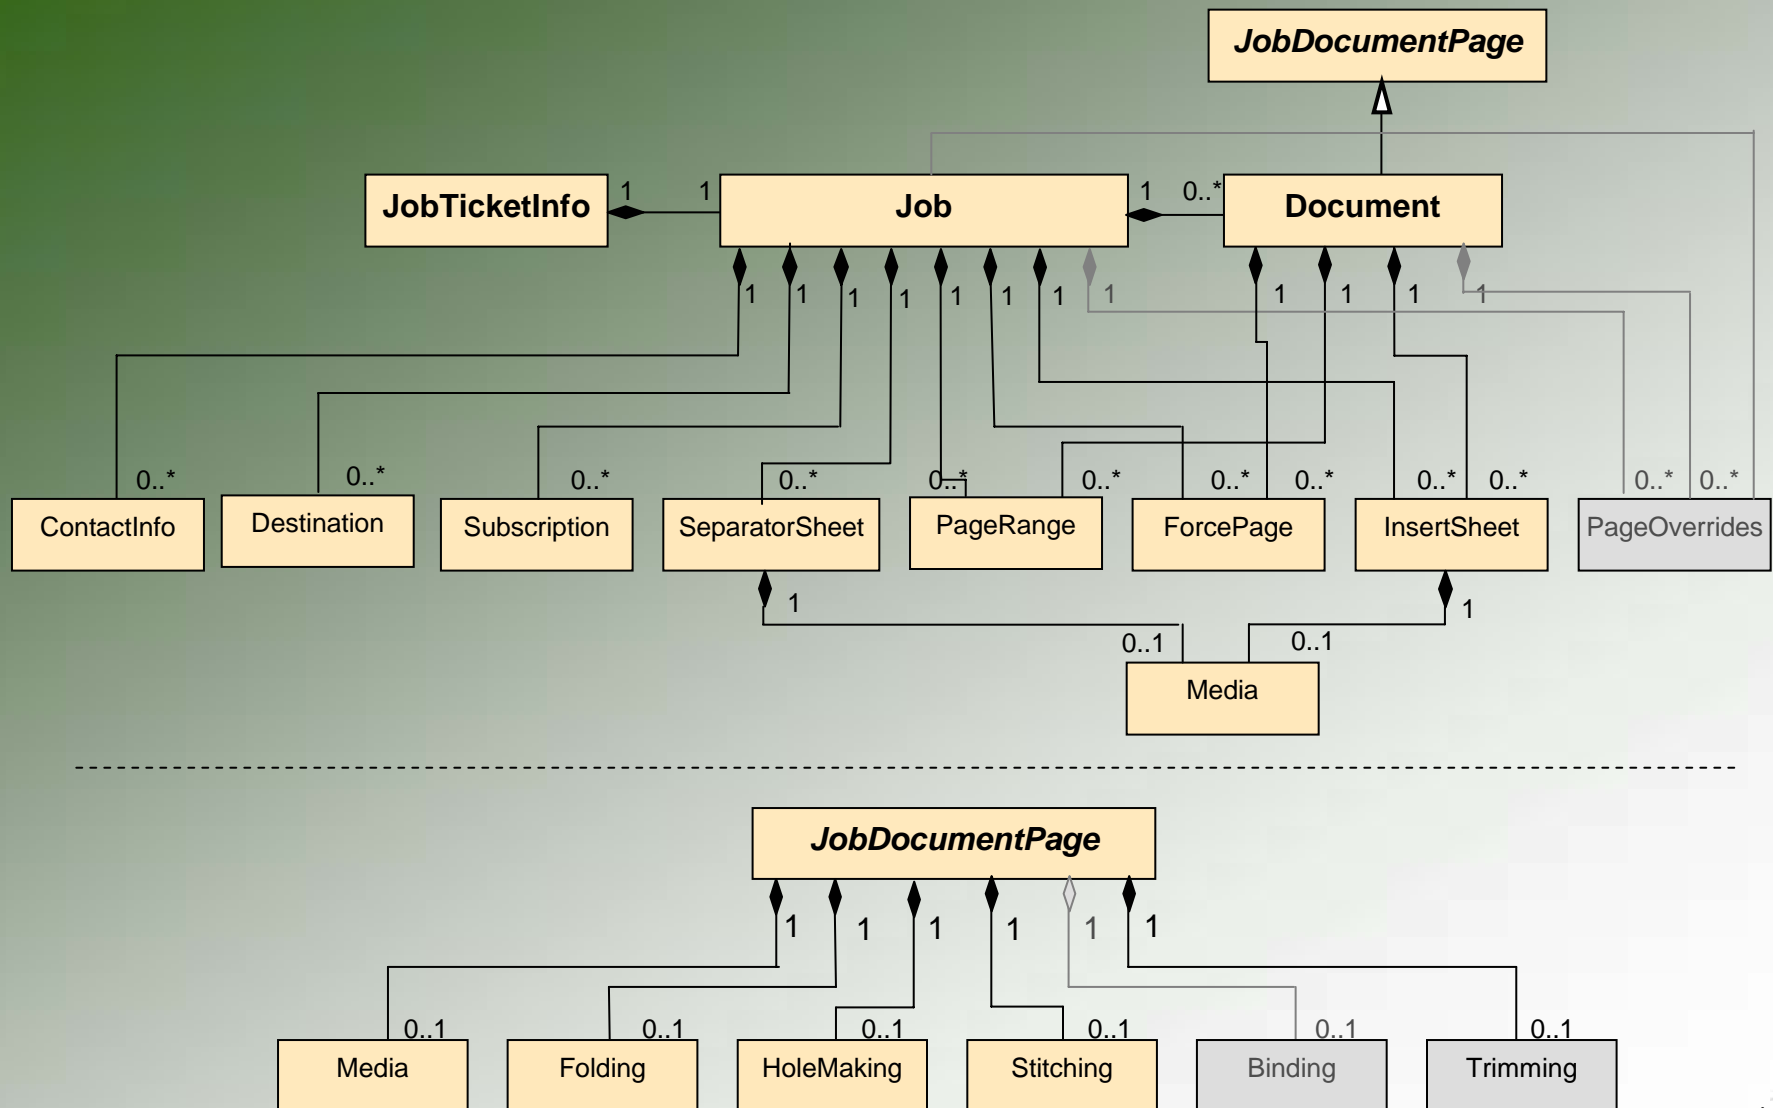 JobDocumentPage
JobTicketInfo 1 1 Job 1 0..* Document
1 1 1 1 1 1 1 1 1 1 1 1
0..* 0..* 0..* 0..* 0..* 0..* 0..* 0..* 0..* 0..* 0..* 0..*
ContactInfo Destination Subscription SeparatorSheet PageRange ForcePage InsertSheet PageOverrides
1 1
0..1 0..1
Media
JobDocumentPage
1 1 1 1 1 1
0..1 0..1 0..1 0..1 0..1 0..1
Media Folding HoleMaking Stitching Binding Trimming